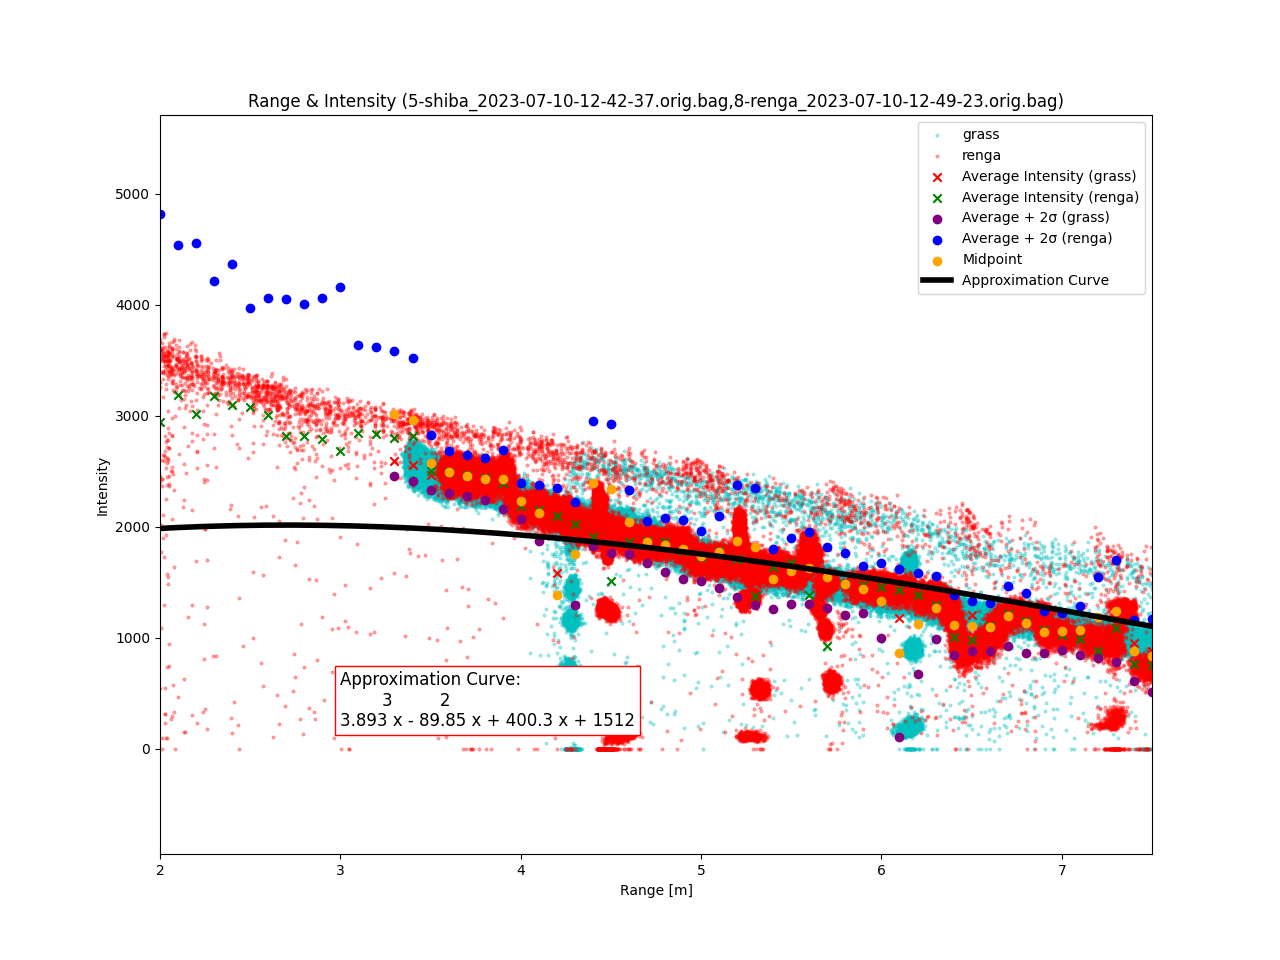 Range & Intensity (5-shiba_2023-07-10-12-42-37.orig.bag,8-renga_2023-07-10-12-49-23.orig.bag)
grass
renga
Average Intensity (grass)
Average Intensity (renga)
Average + 2σ (grass)
Average + 2σ (renga)
Midpoint
Approximation Curve
5000
4000
3000
2000
1000
0
Intensity
Approximation Curve:
3 2
3.893 x - 89.85 x + 400.3 x + 1512
2 3 4 5 6 7
Range [m]